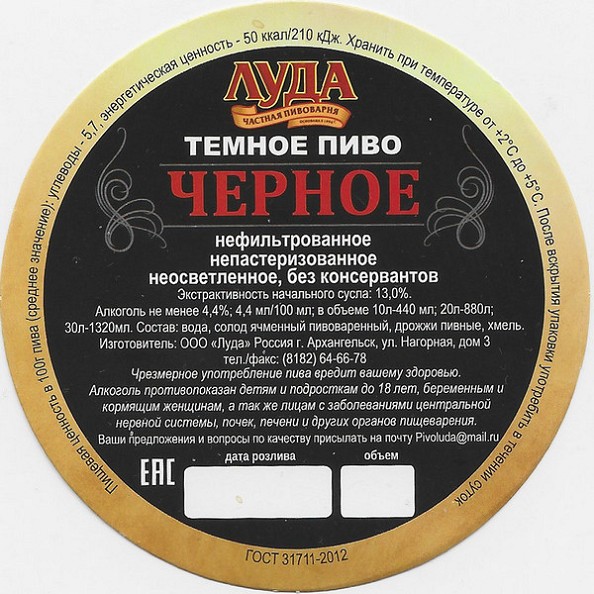 Пищевая ценность в 100г пива (среднее значение): углеводы - 5,7, энергетическая ценность - 50 ккал/210 кДж. Хранить при температуре от +2°С до +5°С. После вскрытия упаковки употребить в течении суток
ЛУДА
ЧАСТНАЯ ПИВОВАРНЯ
ТЕМНОЕ ПИВО
ЧЕРНОЕ
нефильтрованное
непастеризованное
неосветленное, без консервантов
Экстрактивность начального сусла: 13,0%.
Алкоголь не менее 4,4%; 4,4 мл/100 мл; в объеме 10л-440 мл; 20л-880л;
30л-1320мл. Состав: вода, солод ячменный пивоваренный, дрожжи пивные, хмель.
Изготовитель: ООО «Луда» Россия г. Архангельск, ул. Нагорная, дом 3
тел./факс: (8182) 64-66-78
Чрезмерное употребление пива вредит вашему здоровью.
Алкоголь противопоказан детям и подросткам до 18 лет, беременным и
кормящим женщинам, а так же лицам с заболеваниями центральной
нервной системы, почек, печени и других органов пищеварения.
Ваши предложения и вопросы по качеству присылать на почту Pivoluda@mail.ru
ЕАС
дата розлива
объем
ГОСТ 31711-2012